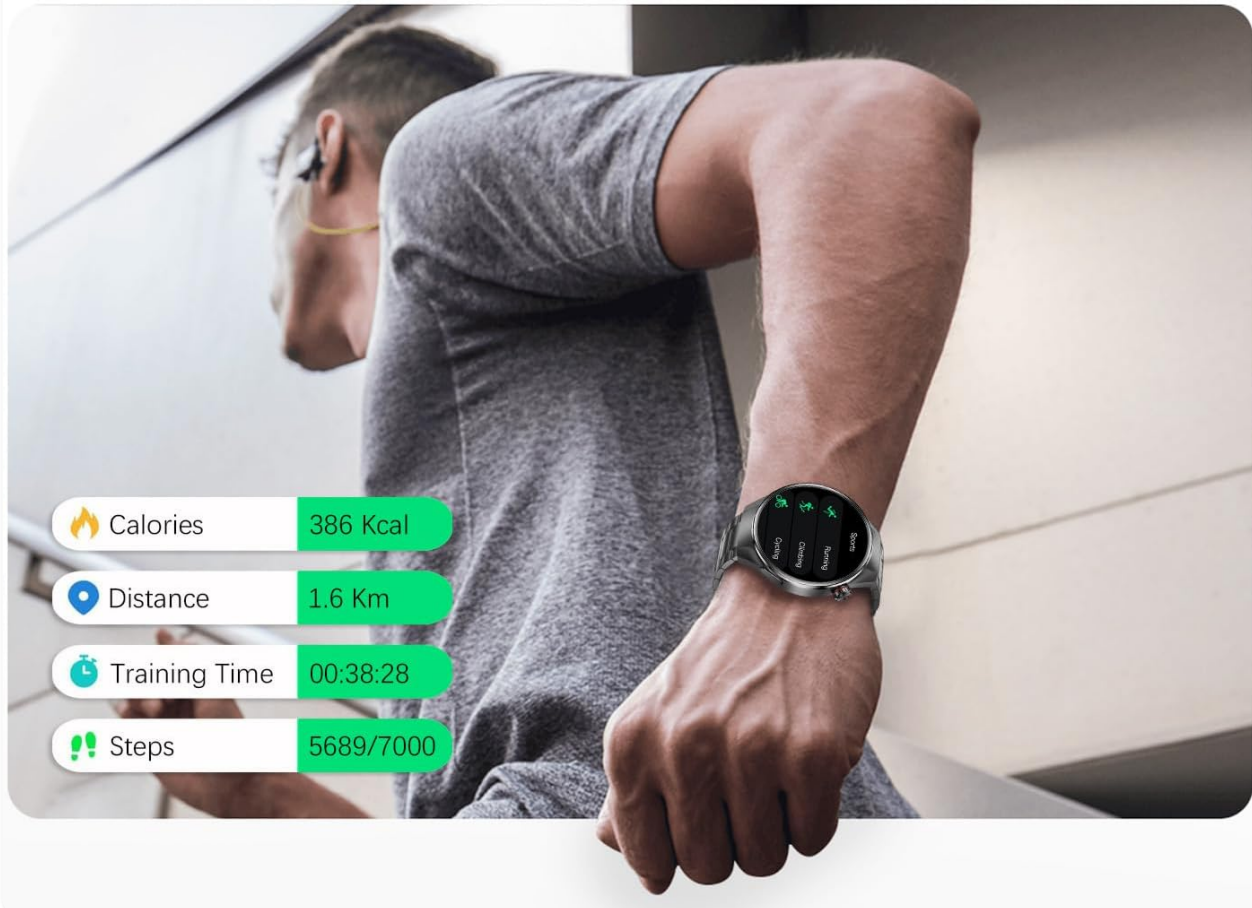 Calories 386 Kcal
Distance 1.6 Km
Training Time 00:38:28
Steps 5689/7000
Sports
Running
Climbing
Cycling